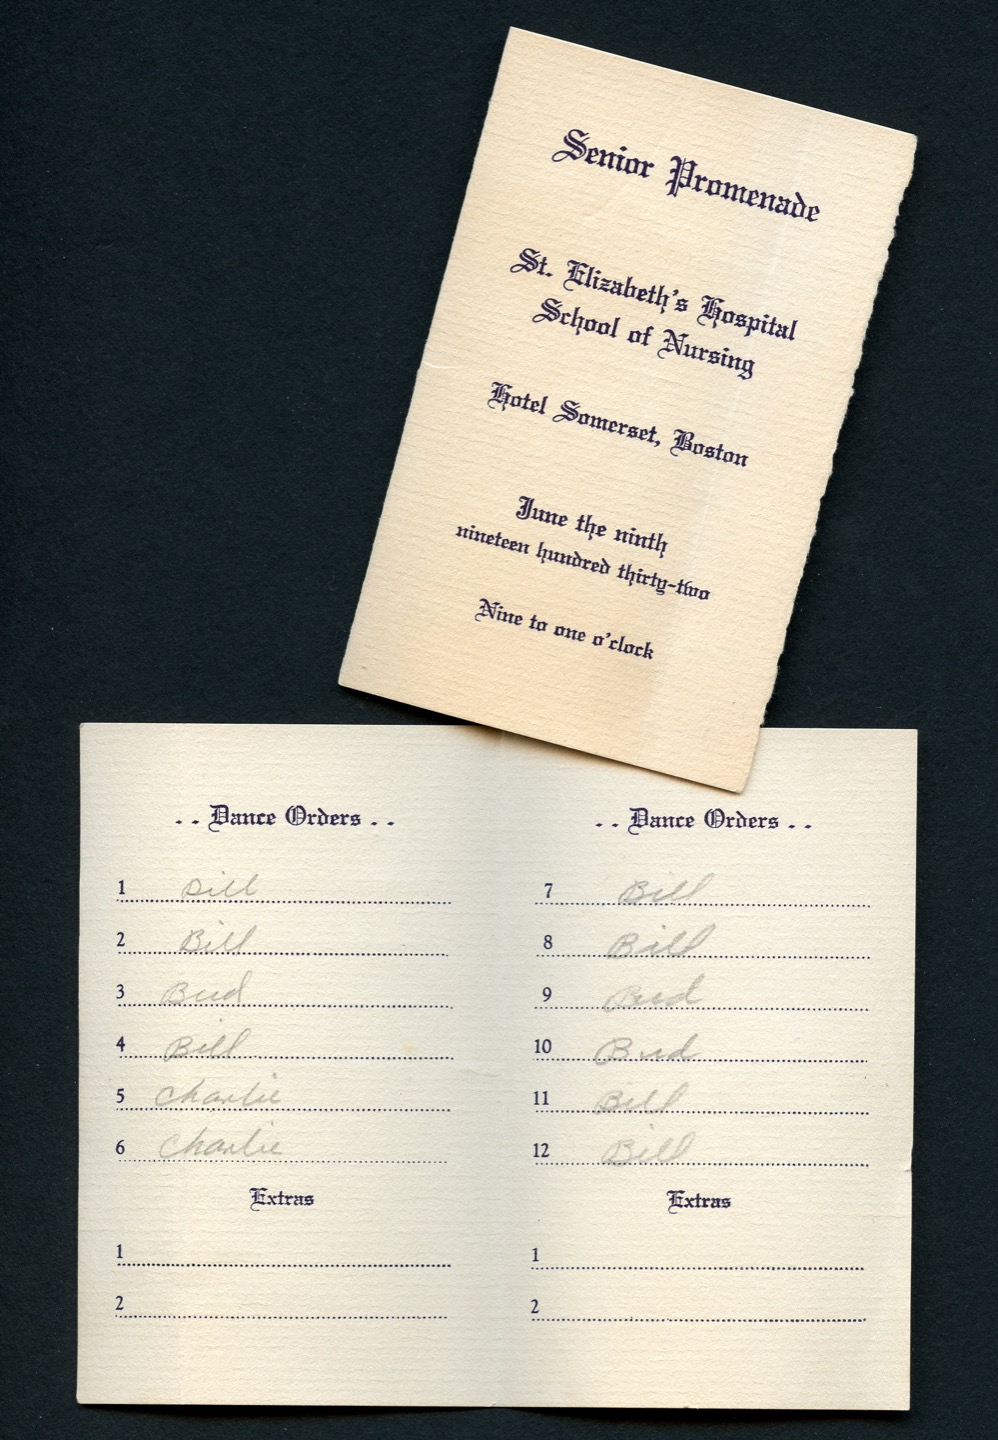 Senior Promenade
St. Elizabeth's Hospital
School of Nursing
Hotel Somerset, Boston
June the ninth
nineteen hundred thirty-two
Nine to one o'clock
. . Dance Orders . .
1 Bill
2 Bill
3 Bud
4 Bill
5 Charlie
6 Charlie
Extras
1
2
. . Dance Orders . .
7 Bill
8 Bill
9 Bud
10 Bud
11 Bill
12 Bill
Extras
1
2